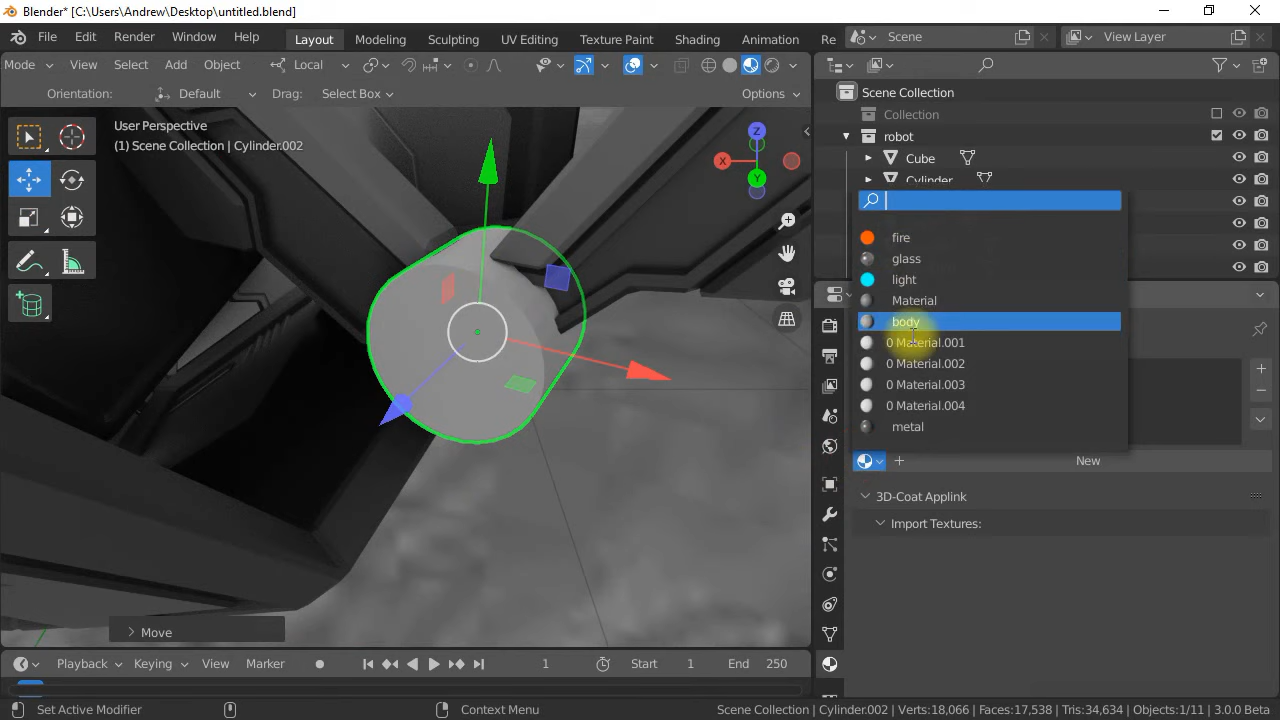 Blender* [C:\Users\Andrew\Desktop\untitled.blend]
File Edit Render Window Help Layout Modeling Sculpting UV Editing Texture Paint Shading Animation Re Scene View Layer
Mode View Select Add Object Local
Orientation: Default Drag: Select Box Options
User Perspective
(1) Scene Collection | Cylinder.002
Z
X
Y
Scene Collection
Collection
robot
Cube
Cylinder
fire
glass
light
Material
body
0 Material.001
0 Material.002
0 Material.003
0 Material.004
metal
New
3D-Coat Applink
Import Textures:
Move
Playback Keying View Marker 1 Start 1 End 250
Set Active Modifier Context Menu Scene Collection | Cylinder.002 | Verts:18,066 | Faces:17,538 | Tris:34,634 | Objects:1/11 | 3.0.0 Beta